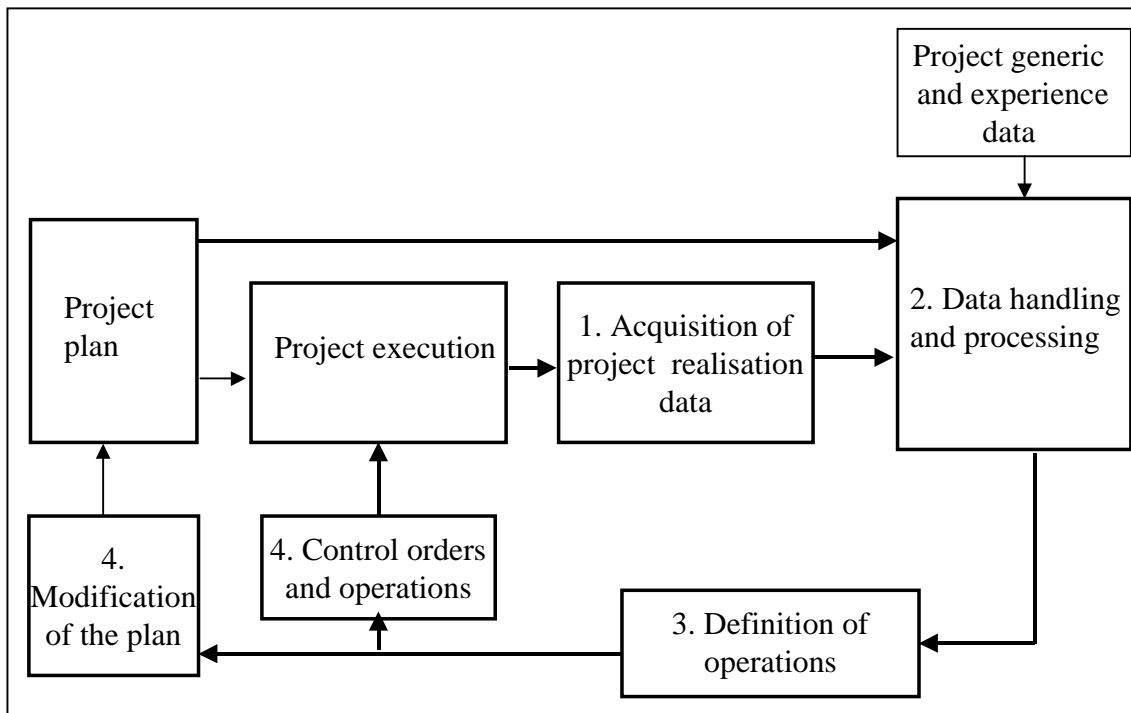 Project generic
and experience
data
Project
plan
Project execution
1. Acquisition of
project realisation
data
2. Data handling
and processing
4.
Modification
of the plan
4. Control orders
and operations
3. Definition of
operations